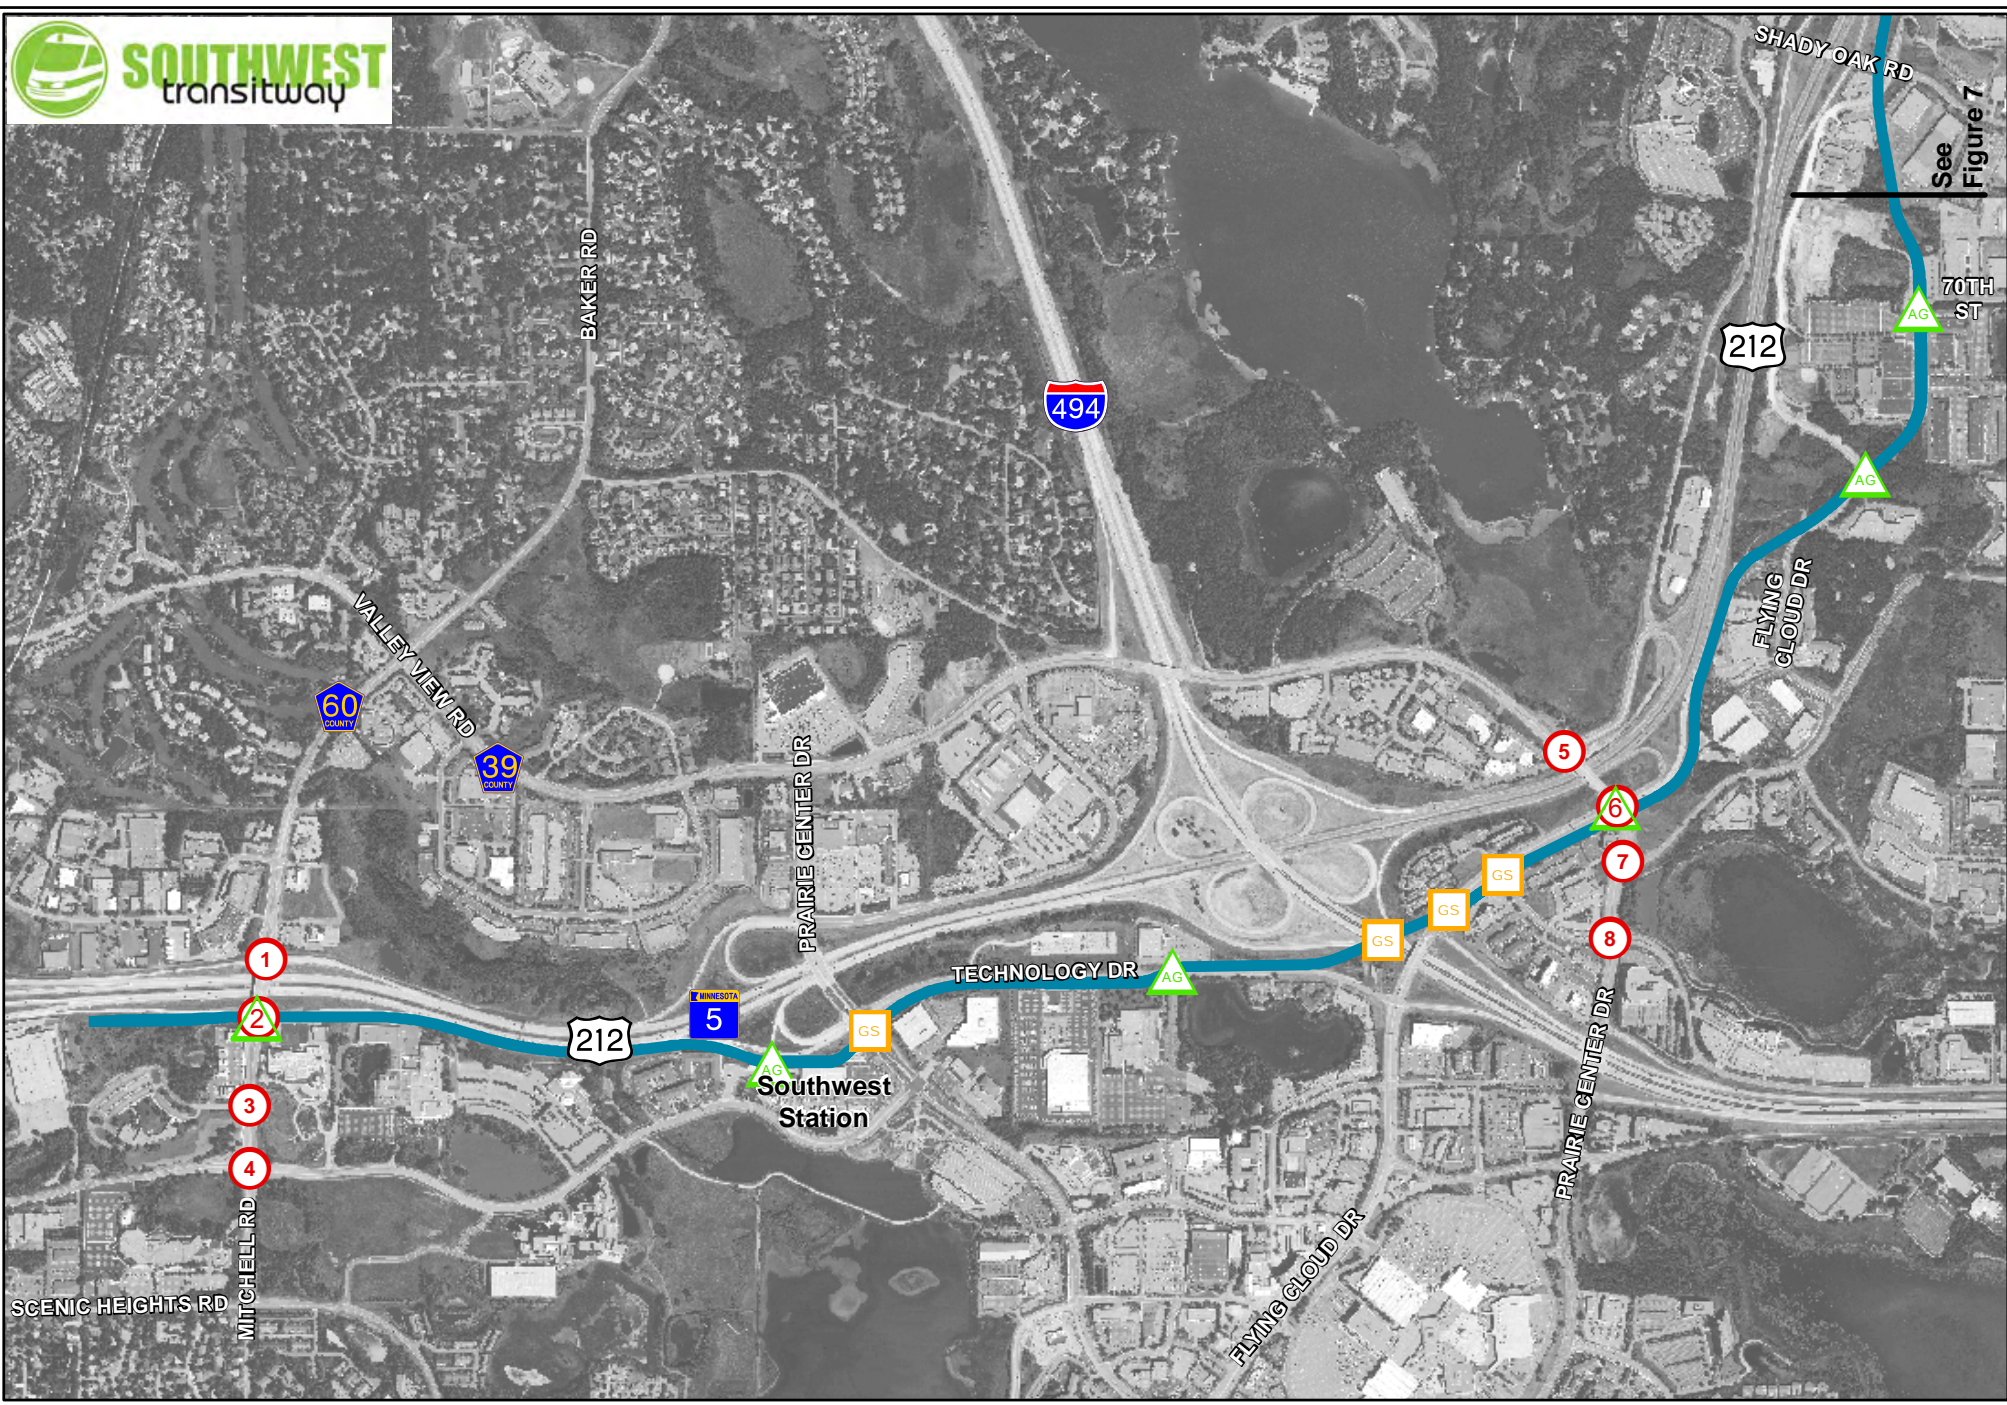 SOUTHWEST
transitway
SHADY OAK RD
See
Figure 7
70TH
ST
AG
212
BAKER RD
494
AG
FLYING
CLOUD DR
VALLEY VIEW RD
60
COUNTY
39
COUNTY
PRAIRIE CENTER DR
5
6
7
GS
GS
GS
8
1
TECHNOLOGY DR
AG
2
MINNESOTA
5
212
GS
AG
Southwest
Station
3
4
PRAIRIE CENTER DR
MITCHELL RD
SCENIC HEIGHTS RD
FLYING CLOUD DR